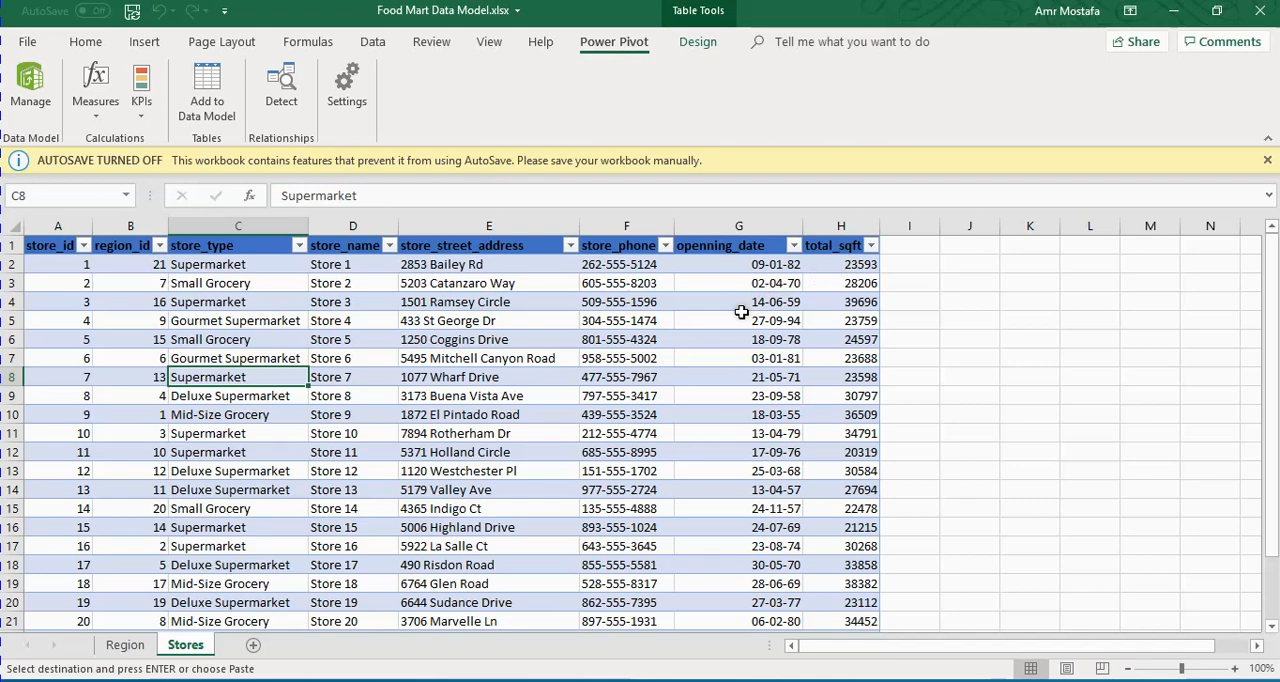 AutoSave Off Food Mart Data Model.xlsx Table Tools Amr Mostafa
File Home Insert Page Layout Formulas Data Review View Help Power Pivot Design Tell me what you want to do Share Comments
Manage Measures KPIs Add to Data Model Detect Settings
Data Model Calculations Tables Relationships
AUTOSAVE TURNED OFF This workbook contains features that prevent it from using AutoSave. Please save your workbook manually.
C8 fx Supermarket
A B C D E F G H I J K L M N
1 store_id region_id store_type store_name store_street_address store_phone openning_date total_sqft
2 1 21 Supermarket Store 1 2853 Bailey Rd 262-555-5124 09-01-82 23593
3 2 7 Small Grocery Store 2 5203 Catanzaro Way 605-555-8203 02-04-70 28206
4 3 16 Supermarket Store 3 1501 Ramsey Circle 509-555-1596 14-06-59 39696
5 4 9 Gourmet Supermarket Store 4 433 St George Dr 304-555-1474 27-09-94 23759
6 5 15 Small Grocery Store 5 1250 Coggins Drive 801-555-4324 18-09-78 24597
7 6 6 Gourmet Supermarket Store 6 5495 Mitchell Canyon Road 958-555-5002 03-01-81 23688
8 7 13 Supermarket Store 7 1077 Wharf Drive 477-555-7967 21-05-71 23598
9 8 4 Deluxe Supermarket Store 8 3173 Buena Vista Ave 797-555-3417 23-09-58 30797
10 9 1 Mid-Size Grocery Store 9 1872 El Pintado Road 439-555-3524 18-03-55 36509
11 10 3 Supermarket Store 10 7894 Rotherham Dr 212-555-4774 13-04-79 34791
12 11 10 Supermarket Store 11 5371 Holland Circle 685-555-8995 17-09-76 20319
13 12 12 Deluxe Supermarket Store 12 1120 Westchester Pl 151-555-1702 25-03-68 30584
14 13 11 Deluxe Supermarket Store 13 5179 Valley Ave 977-555-2724 13-04-57 27694
15 14 20 Small Grocery Store 14 4365 Indigo Ct 135-555-4888 24-11-57 22478
16 15 14 Supermarket Store 15 5006 Highland Drive 893-555-1024 24-07-69 21215
17 16 2 Supermarket Store 16 5922 La Salle Ct 643-555-3645 23-08-74 30268
18 17 5 Deluxe Supermarket Store 17 490 Risdon Road 855-555-5581 30-05-70 33858
19 18 17 Mid-Size Grocery Store 18 6764 Glen Road 528-555-8317 28-06-69 38382
20 19 19 Deluxe Supermarket Store 19 6644 Sudance Drive 862-555-7395 27-03-77 23112
21 20 8 Mid-Size Grocery Store 20 3706 Marvelle Ln 897-555-1931 06-02-80 34452
Region Stores
Select destination and press ENTER or choose Paste 100%